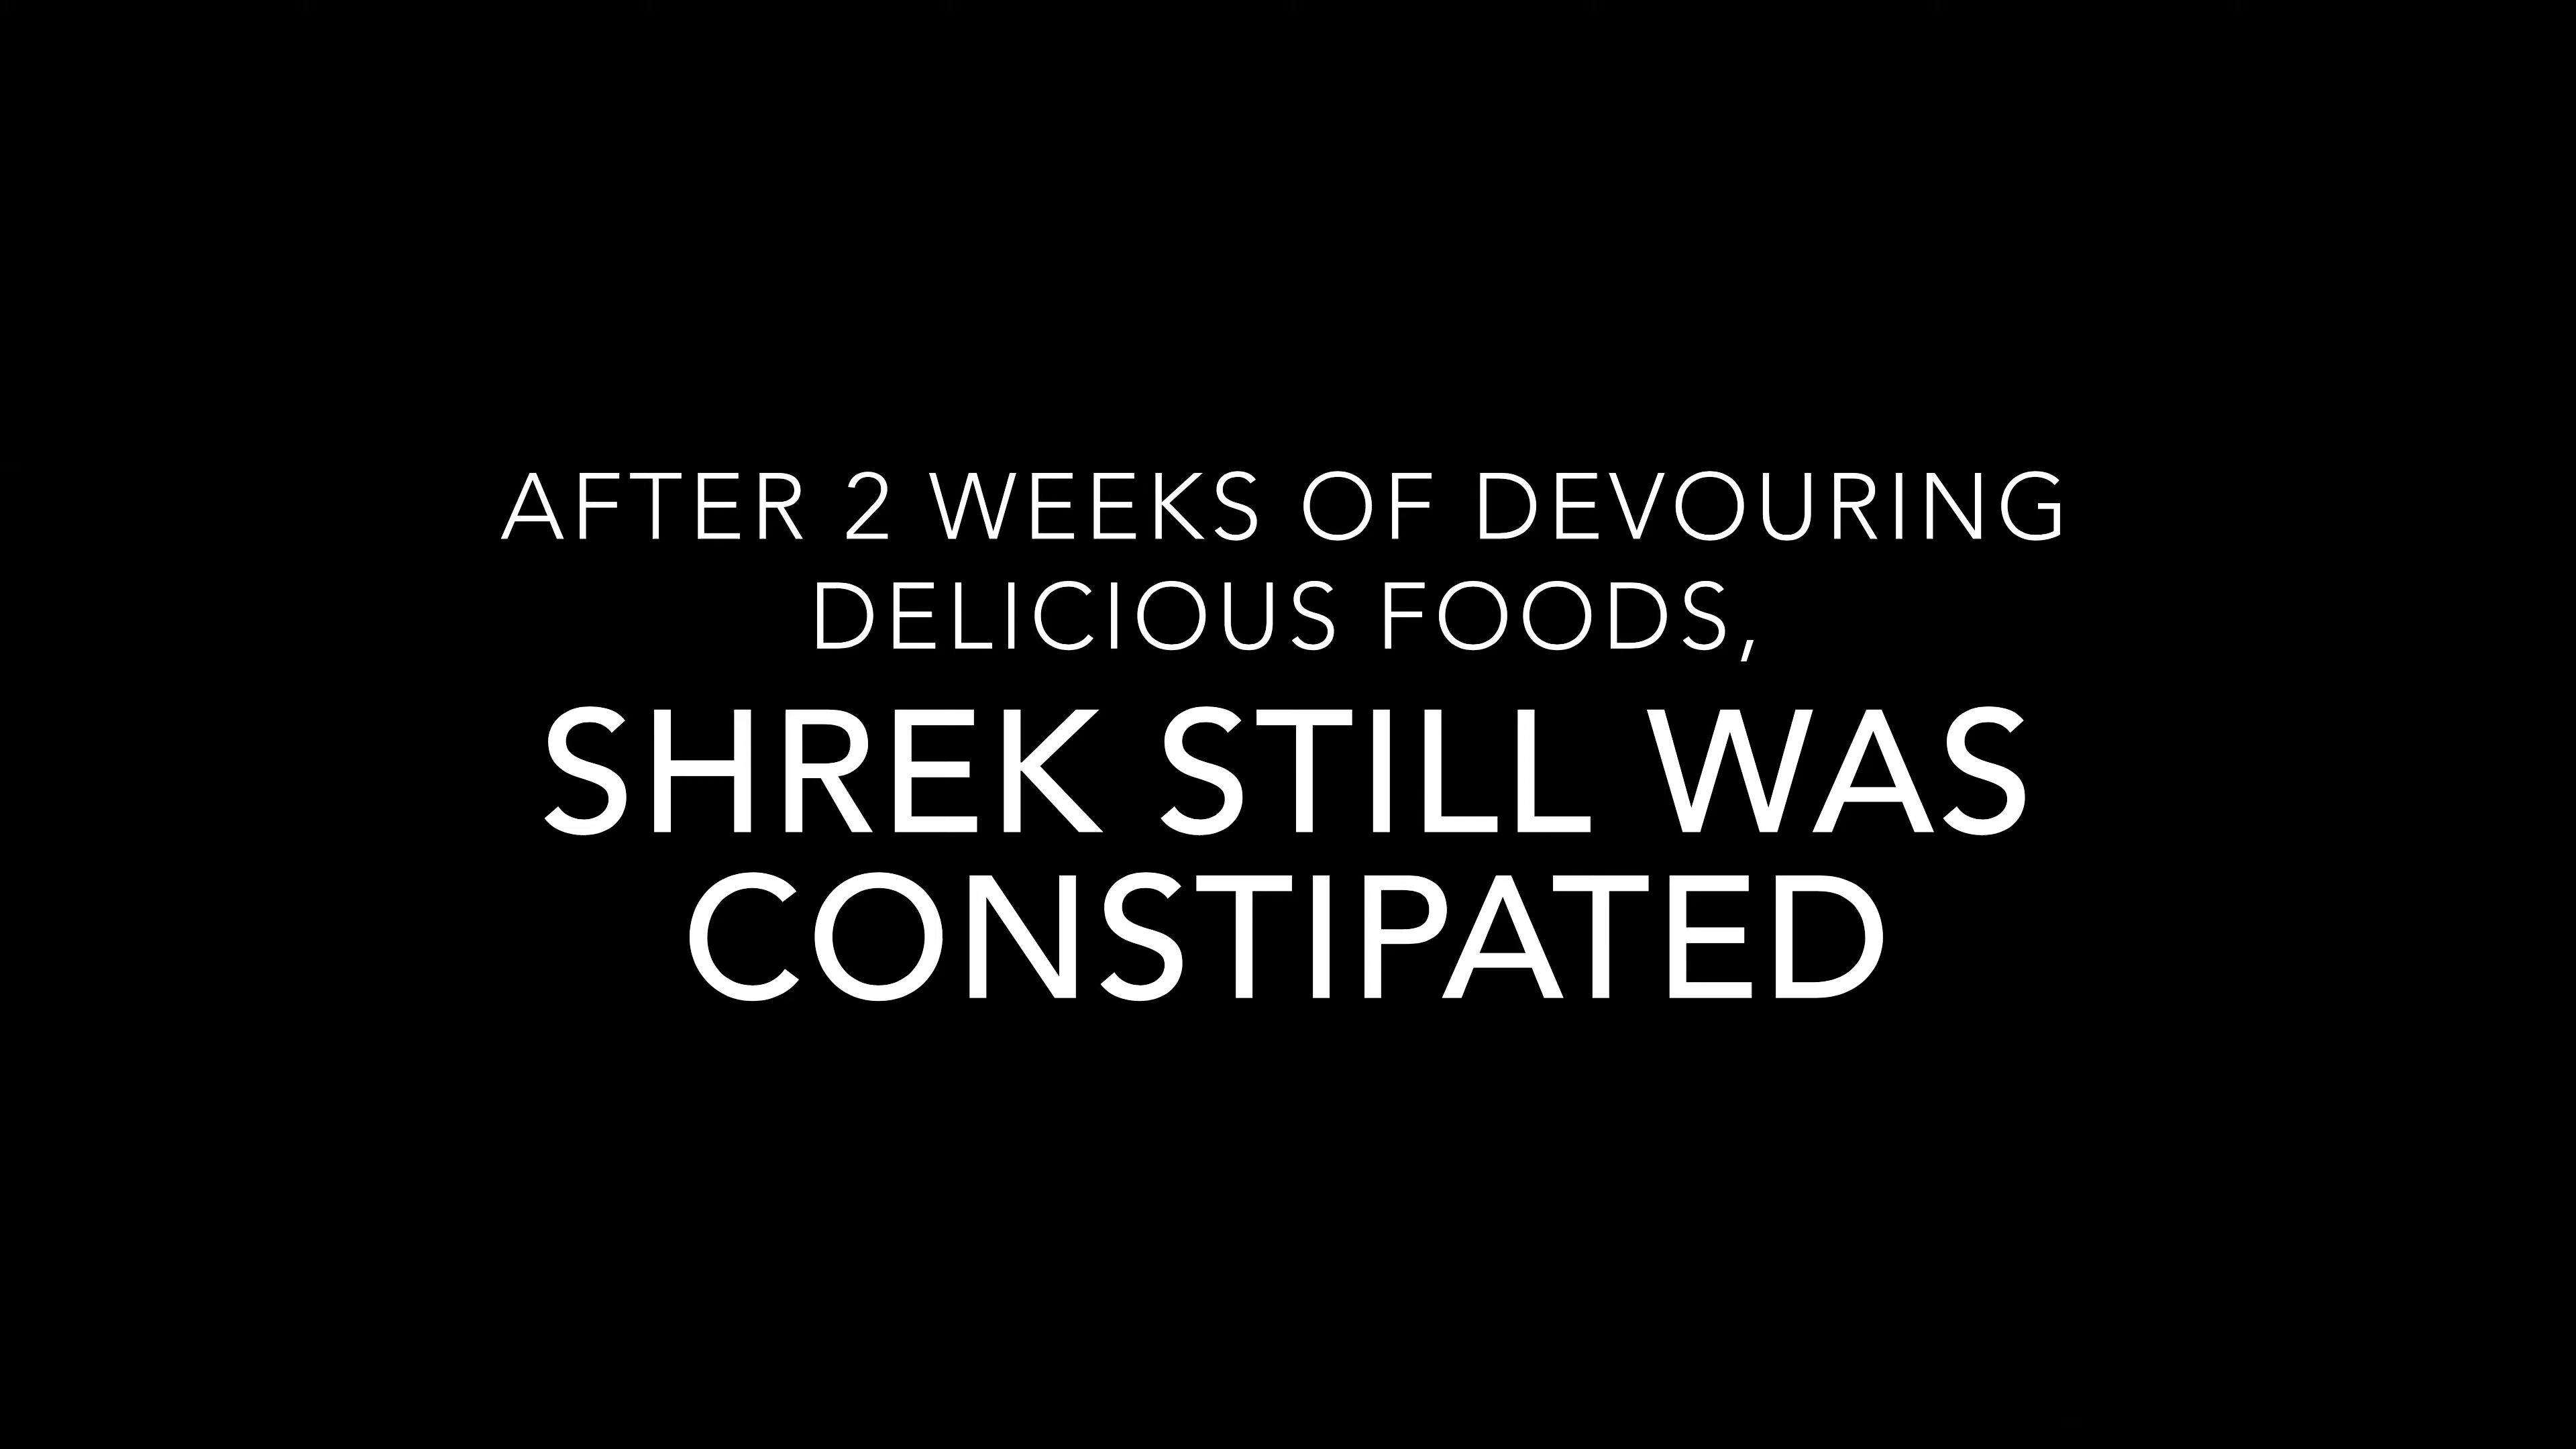 AFTER 2 WEEKS OF DEVOURING
DELICIOUS FOODS,
SHREK STILL WAS
CONSTIPATED